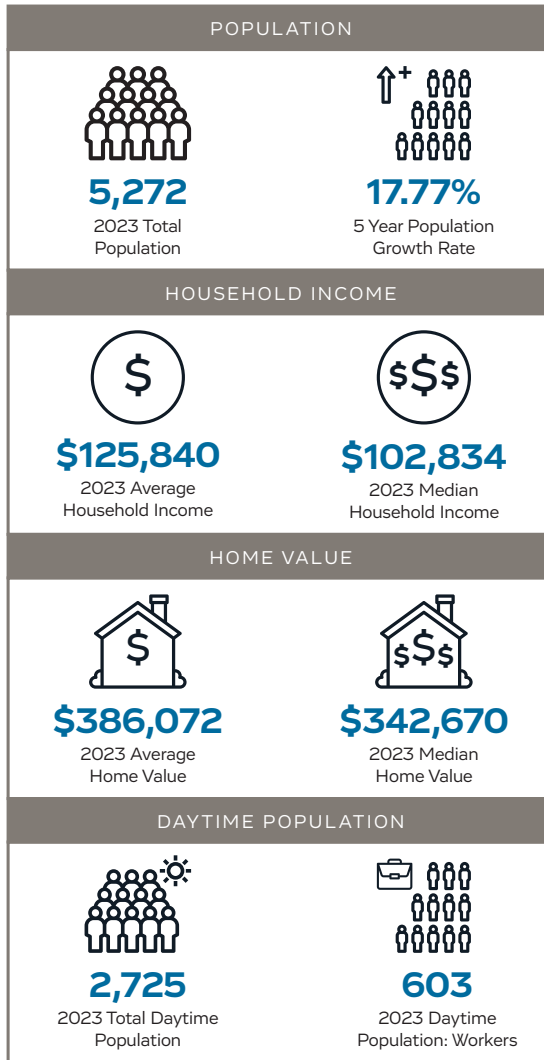 POPULATION
5,272
2023 Total
Population
17.77%
5 Year Population
Growth Rate
HOUSEHOLD INCOME
$
$125,840
2023 Average
Household Income
$$$
$102,834
2023 Median
Household Income
HOME VALUE
$
$386,072
2023 Average
Home Value
$$$
$342,670
2023 Median
Home Value
DAYTIME POPULATION
2,725
2023 Total Daytime
Population
603
2023 Daytime
Population: Workers